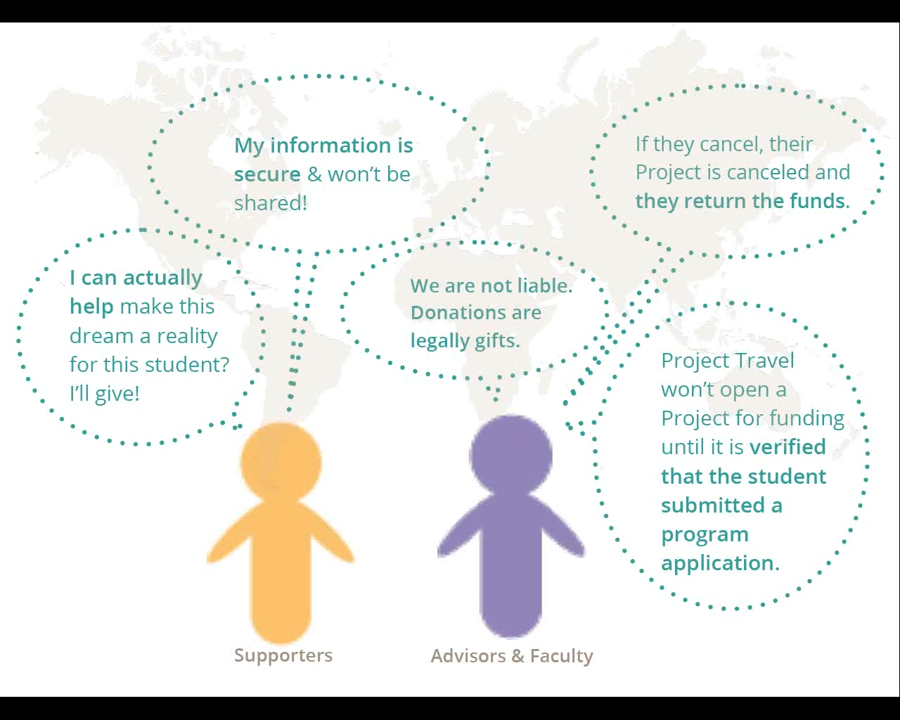 My information is
secure & won't be
shared!
If they cancel, their
Project is canceled and
they return the funds.
I can actually
help make this
dream a reality
for this student?
I'll give!
We are not liable.
Donations are
legally gifts.
Project Travel
won't open a
Project for funding
until it is verified
that the student
submitted a
program
application.
Supporters
Advisors & Faculty